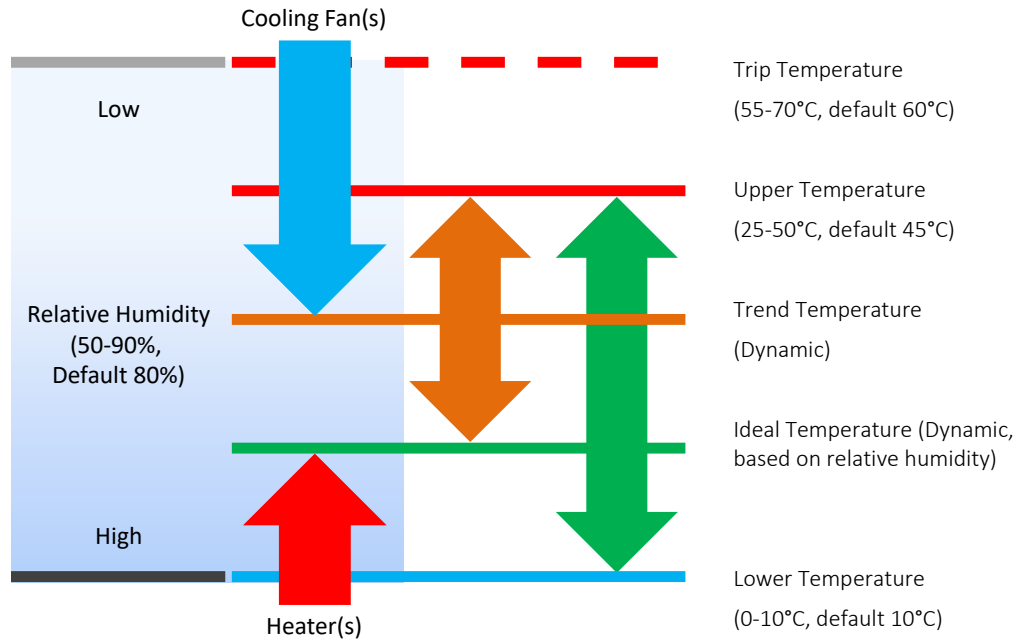 Cooling Fan(s)
Low
Relative Humidity
(50-90%,
Default 80%)
High
Heater(s)
Trip Temperature
(55-70°C, default 60°C)
Upper Temperature
(25-50°C, default 45°C)
Trend Temperature
(Dynamic)
Ideal Temperature (Dynamic,
based on relative humidity)
Lower Temperature
(0-10°C, default 10°C)